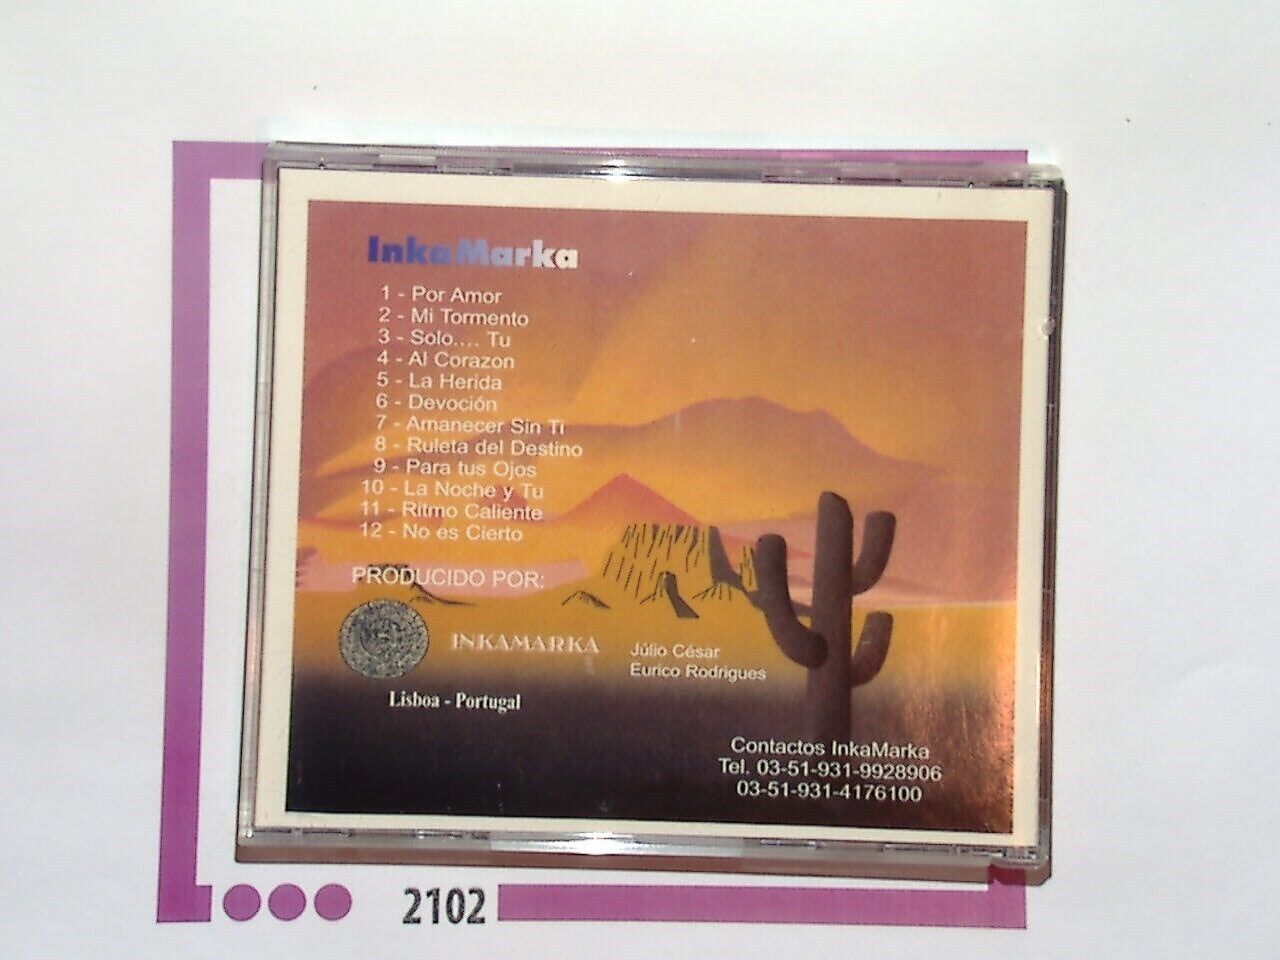 InkaMarka
1 - Por Amor
2 - Mi Tormento
3 - Solo.... Tu
4 - Al Corazon
5 - La Herida
6 - Devoción
7 - Amanecer Sin Ti
8 - Ruleta del Destino
9 - Para tus Ojos
10 - La Noche y Tu
11 - Ritmo Caliente
12 - No es Cierto
PRODUCIDO POR:
INKAMARKA
Júlio César
Eurico Rodrigues
Lisboa - Portugal
Contactos InkaMarka
Tel. 03-51-931-9928906
03-51-931-4176100
2102